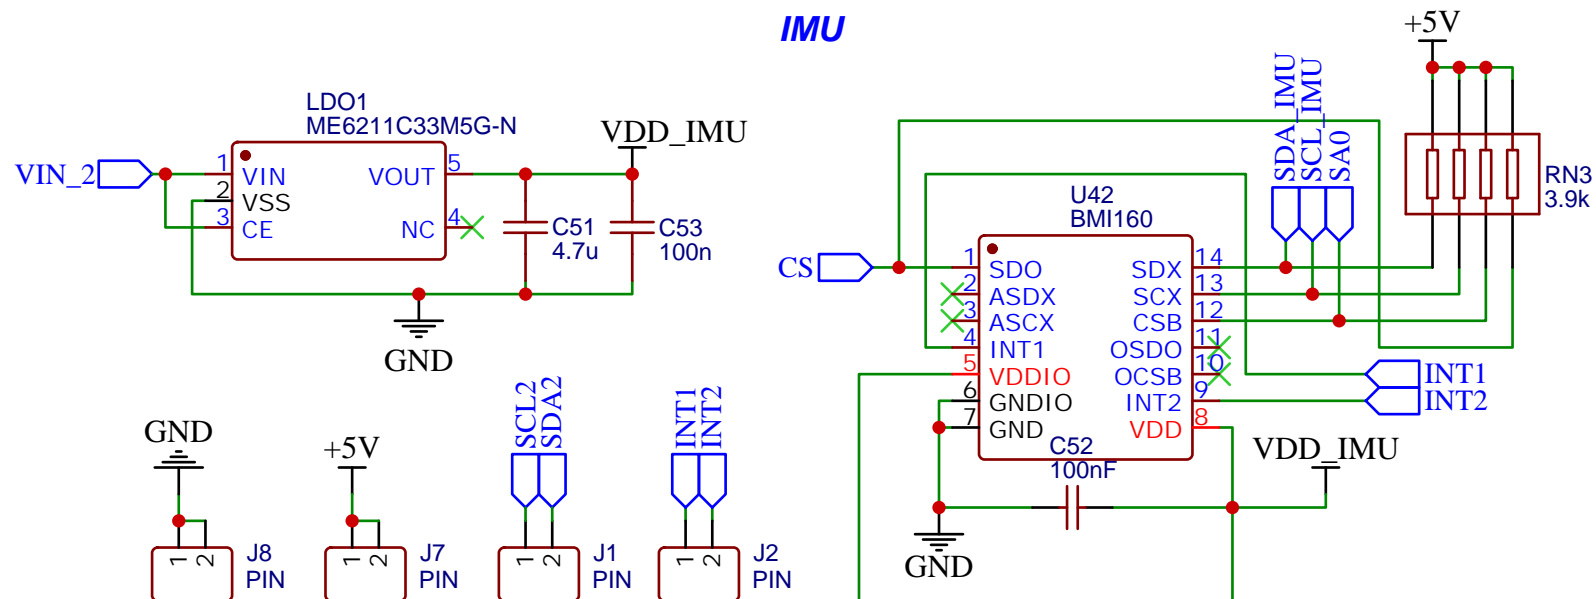 IMU
LDO1
ME6211C33M5G-N
VIN_2
1
VIN
2
VSS
3
CE
VOUT
5
NC
4
VDD_IMU
C51
4.7u
C53
100n
GND
+5V
SDA_IMU
SCL_IMU
SA0
RN3
3.9k
U42
BMI160
CS
1
SDO
2
ASDX
3
ASCX
4
INT1
5
VDDIO
6
GNDIO
7
GND
SDX
14
SCX
13
CSB
12
OSDO
11
OCSB
10
INT2
9
VDD
8
INT1
INT2
C52
100nF
VDD_IMU
GND
GND
1
2
J8
PIN
+5V
1
2
J7
PIN
SCL2
SDA2
1
2
J1
PIN
INT1
INT2
1
2
J2
PIN